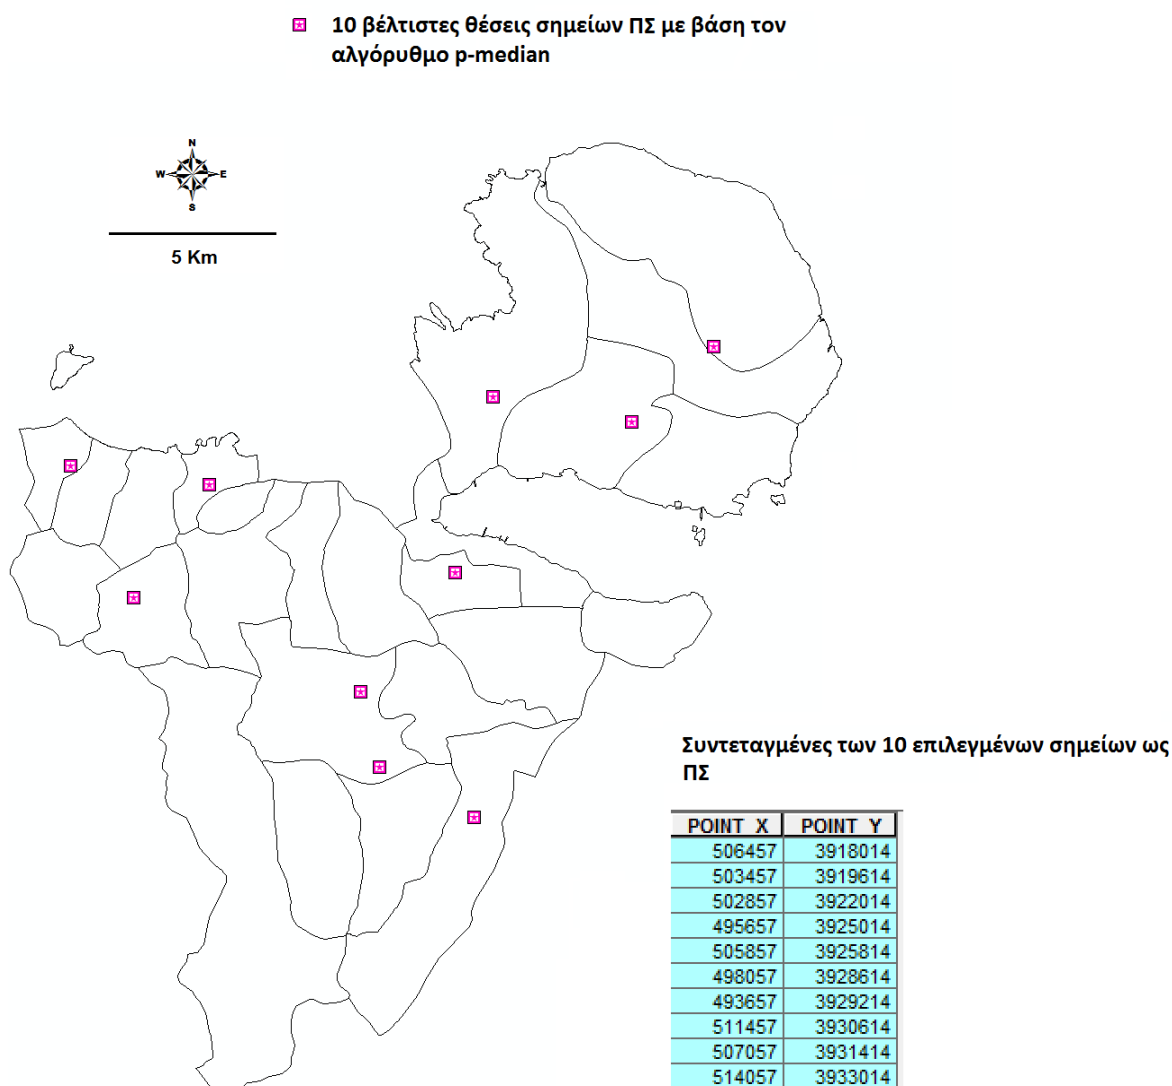 10 βέλτιστες θέσεις σημείων ΠΣ με βάση τον
αλγόρυθμο p-median
N
W E
S
5 Km
Συντεταγμένες των 10 επιλεγμένων σημείων ως
ΠΣ
POINT_X POINT_Y
506457 3918014
503457 3919614
502857 3922014
495657 3925014
505857 3925814
498057 3928614
493657 3929214
511457 3930614
507057 3931414
514057 3933014